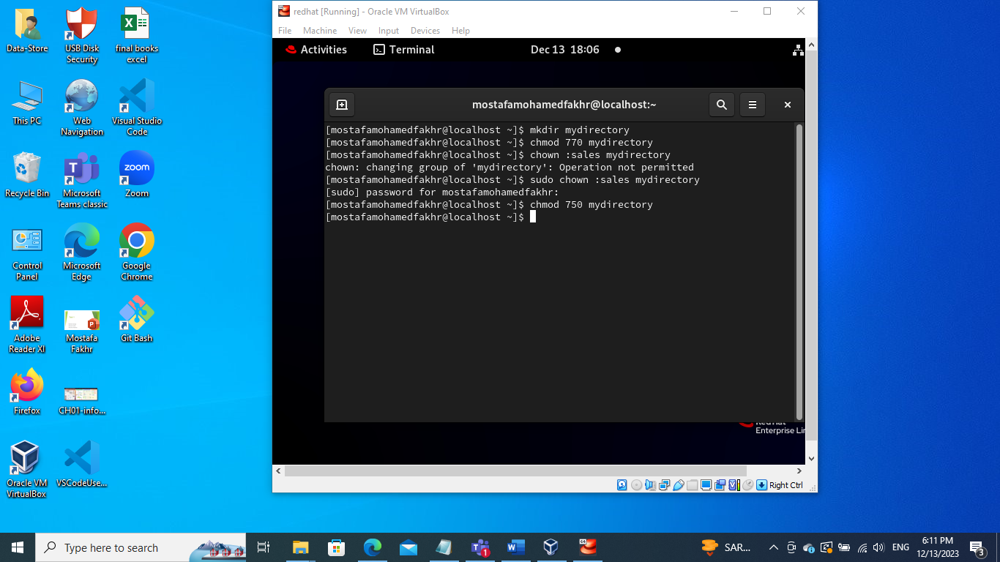 Data-Store
USB Disk
Security
final books
excel
This PC
Web
Navigation
Visual Studio
Code
Recycle Bin
Microsoft
Teams classic
Zoom
zoom
Control
Panel
Microsoft
Edge
Google
Chrome
Adobe
Reader XI
Mostafa
Fakhr
Git Bash
Firefox
CH01-info...
Oracle VM
VirtualBox
VSCodeUse...
redhat [Running] - Oracle VM VirtualBox
File Machine View Input Devices Help
Activities Terminal Dec 13 18:06
mostafamohamedfakhr@localhost:~
[mostafamohamedfakhr@localhost ~]$ mkdir mydirectory
[mostafamohamedfakhr@localhost ~]$ chmod 770 mydirectory
[mostafamohamedfakhr@localhost ~]$ chown :sales mydirectory
chown: changing group of 'mydirectory': Operation not permitted
[mostafamohamedfakhr@localhost ~]$ sudo chown :sales mydirectory
[sudo] password for mostafamohamedfakhr:
[mostafamohamedfakhr@localhost ~]$ chmod 750 mydirectory
[mostafamohamedfakhr@localhost ~]$
Red Hat
Enterprise Lin
Right Ctrl
Type here to search
1
SAR...
ENG
6:11 PM
12/13/2023
3